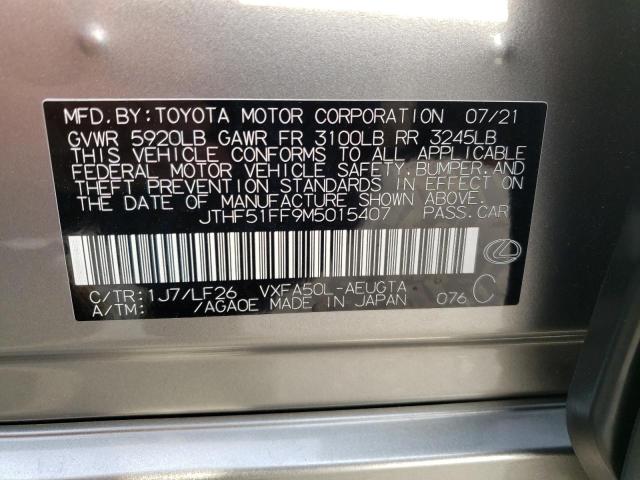 MFD. BY: TOYOTA MOTOR CORPORATION 07/21
GVWR 5920LB GAWR FR 3100LB RR 3245LB
THIS VEHICLE CONFORMS TO ALL APPLICABLE
FEDERAL MOTOR VEHICLE SAFETY, BUMPER, AND
THEFT PREVENTION STANDARDS IN EFFECT ON
THE DATE OF MANUFACTURE SHOWN ABOVE.
JTHF51FF9M5015407 PASS. CAR
C/TR: 1J7/LF26 VXFA50L-AEUGTA
A/TM: /AGA0E MADE IN JAPAN 076 C